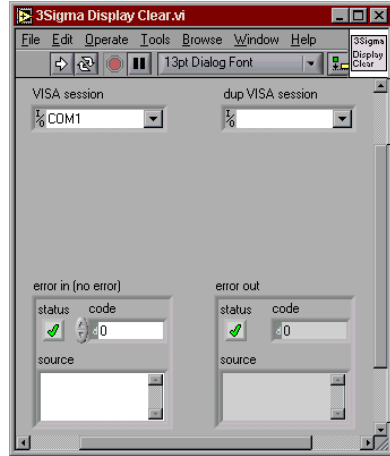 3Sigma Display Clear.vi
File Edit Operate Tools Browse Window Help
13pt Dialog Font
3Sigma
Display
Clear
VISA session
dup VISA session
I/O COM1
I/O
error in (no error)
error out
status code
status code
d 0
d 0
source
source